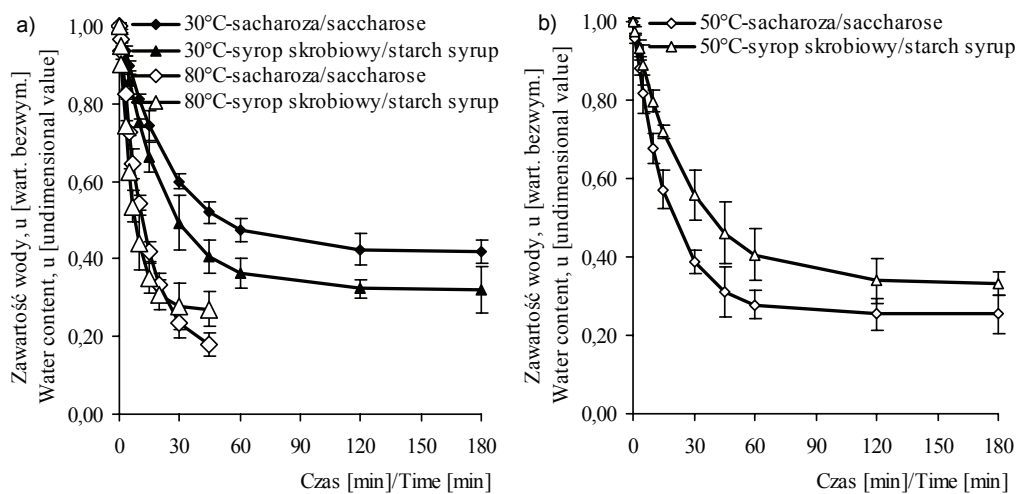 a)
Zawartość wody, u [wart. bezwym.]
Water content, u [undimensional value]
1,00
0,80
0,60
0,40
0,20
0,00
30°C-sacharoza/saccharose
30°C-syrop skrobiowy/starch syrup
80°C-sacharoza/saccharose
80°C-syrop skrobiowy/starch syrup
0 30 60 90 120 150 180
Czas [min]/Time [min]
b)
Zawartość wody, u [wart. bezwym.]
Water content, u [undimensional value]
1,00
0,80
0,60
0,40
0,20
0,00
50°C-sacharoza/saccharose
50°C-syrop skrobiowy/starch syrup
0 30 60 90 120 150 180
Czas [min]/Time [min]